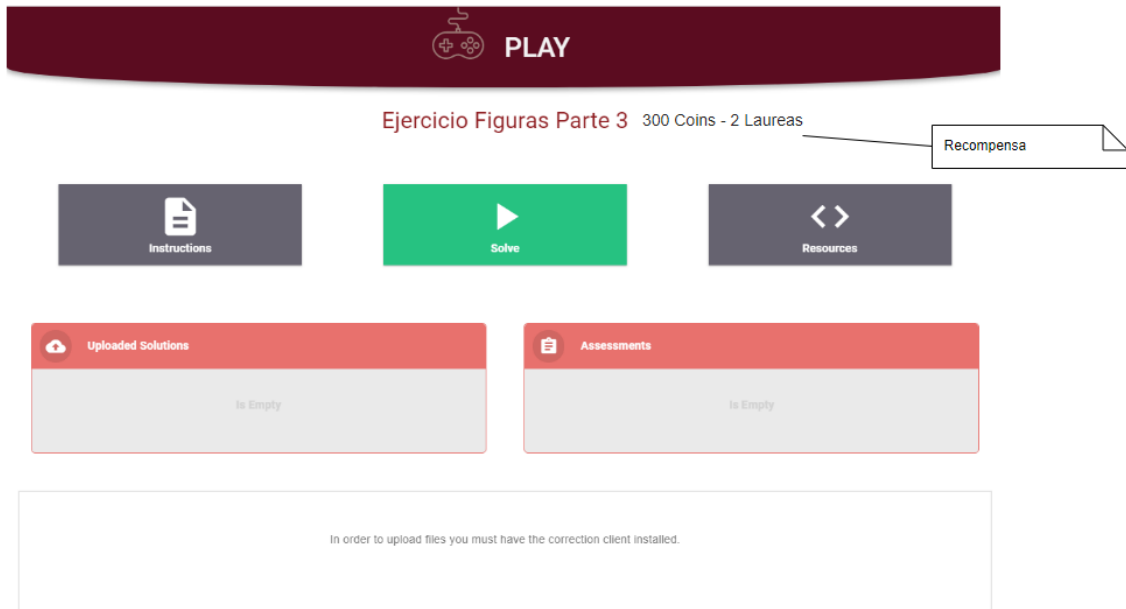 PLAY
Ejercicio Figuras Parte 3 300 Coins - 2 Laureas
Recompensa
Instructions
Solve
Resources
Uploaded Solutions
Assessments
Is Empty
Is Empty
In order to upload files you must have the correction client installed.